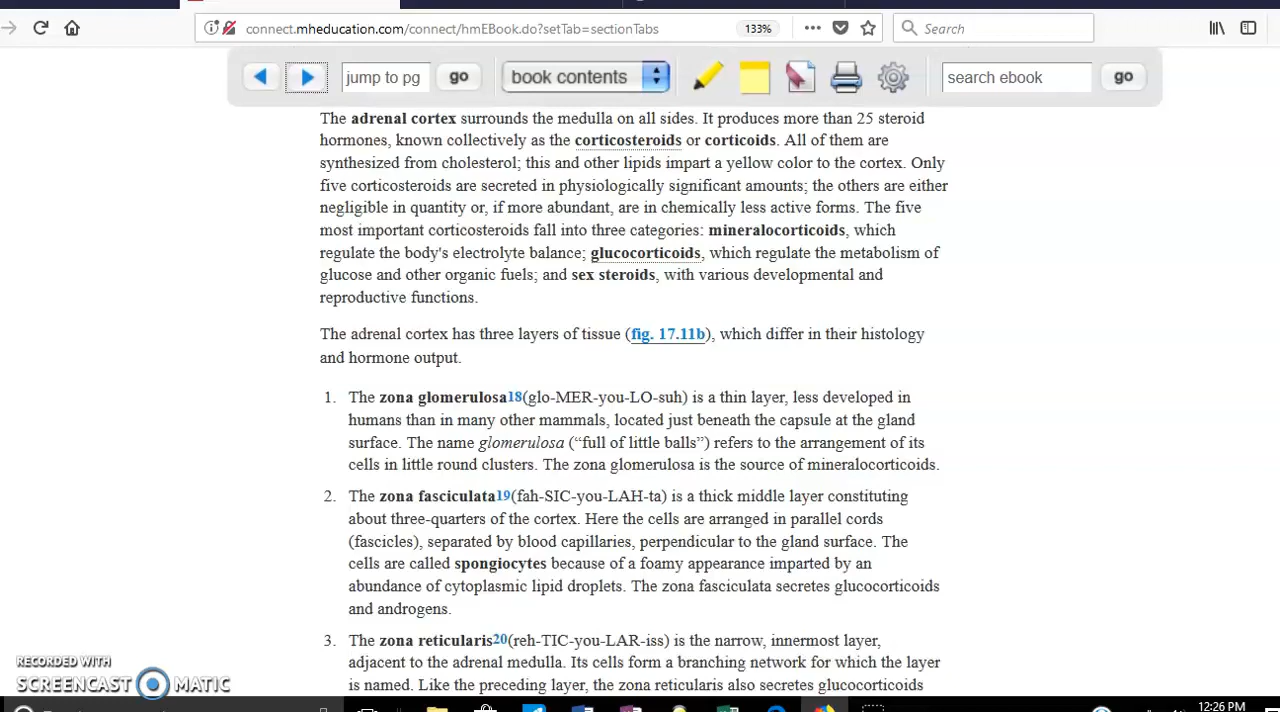 connect.mheducation.com/connect/hmEBook.do?setTab=sectionTabs 133% Search
jump to pg go book contents search ebook go
The adrenal cortex surrounds the medulla on all sides. It produces more than 25 steroid
hormones, known collectively as the corticosteroids or corticoids. All of them are
synthesized from cholesterol; this and other lipids impart a yellow color to the cortex. Only
five corticosteroids are secreted in physiologically significant amounts; the others are either
negligible in quantity or, if more abundant, are in chemically less active forms. The five
most important corticosteroids fall into three categories: mineralocorticoids, which
regulate the body's electrolyte balance; glucocorticoids, which regulate the metabolism of
glucose and other organic fuels; and sex steroids, with various developmental and
reproductive functions.
The adrenal cortex has three layers of tissue (fig. 17.11b), which differ in their histology
and hormone output.
1. The zona glomerulosa18(glo-MER-you-LO-suh) is a thin layer, less developed in
humans than in many other mammals, located just beneath the capsule at the gland
surface. The name glomerulosa (“full of little balls”) refers to the arrangement of its
cells in little round clusters. The zona glomerulosa is the source of mineralocorticoids.
2. The zona fasciculata19(fah-SIC-you-LAH-ta) is a thick middle layer constituting
about three-quarters of the cortex. Here the cells are arranged in parallel cords
(fascicles), separated by blood capillaries, perpendicular to the gland surface. The
cells are called spongiocytes because of a foamy appearance imparted by an
abundance of cytoplasmic lipid droplets. The zona fasciculata secretes glucocorticoids
and androgens.
3. The zona reticularis20(reh-TIC-you-LAR-iss) is the narrow, innermost layer,
adjacent to the adrenal medulla. Its cells form a branching network for which the layer
is named. Like the preceding layer, the zona reticularis also secretes glucocorticoids
RECORDED WITH
SCREENCAST MATIC
12:26 PM